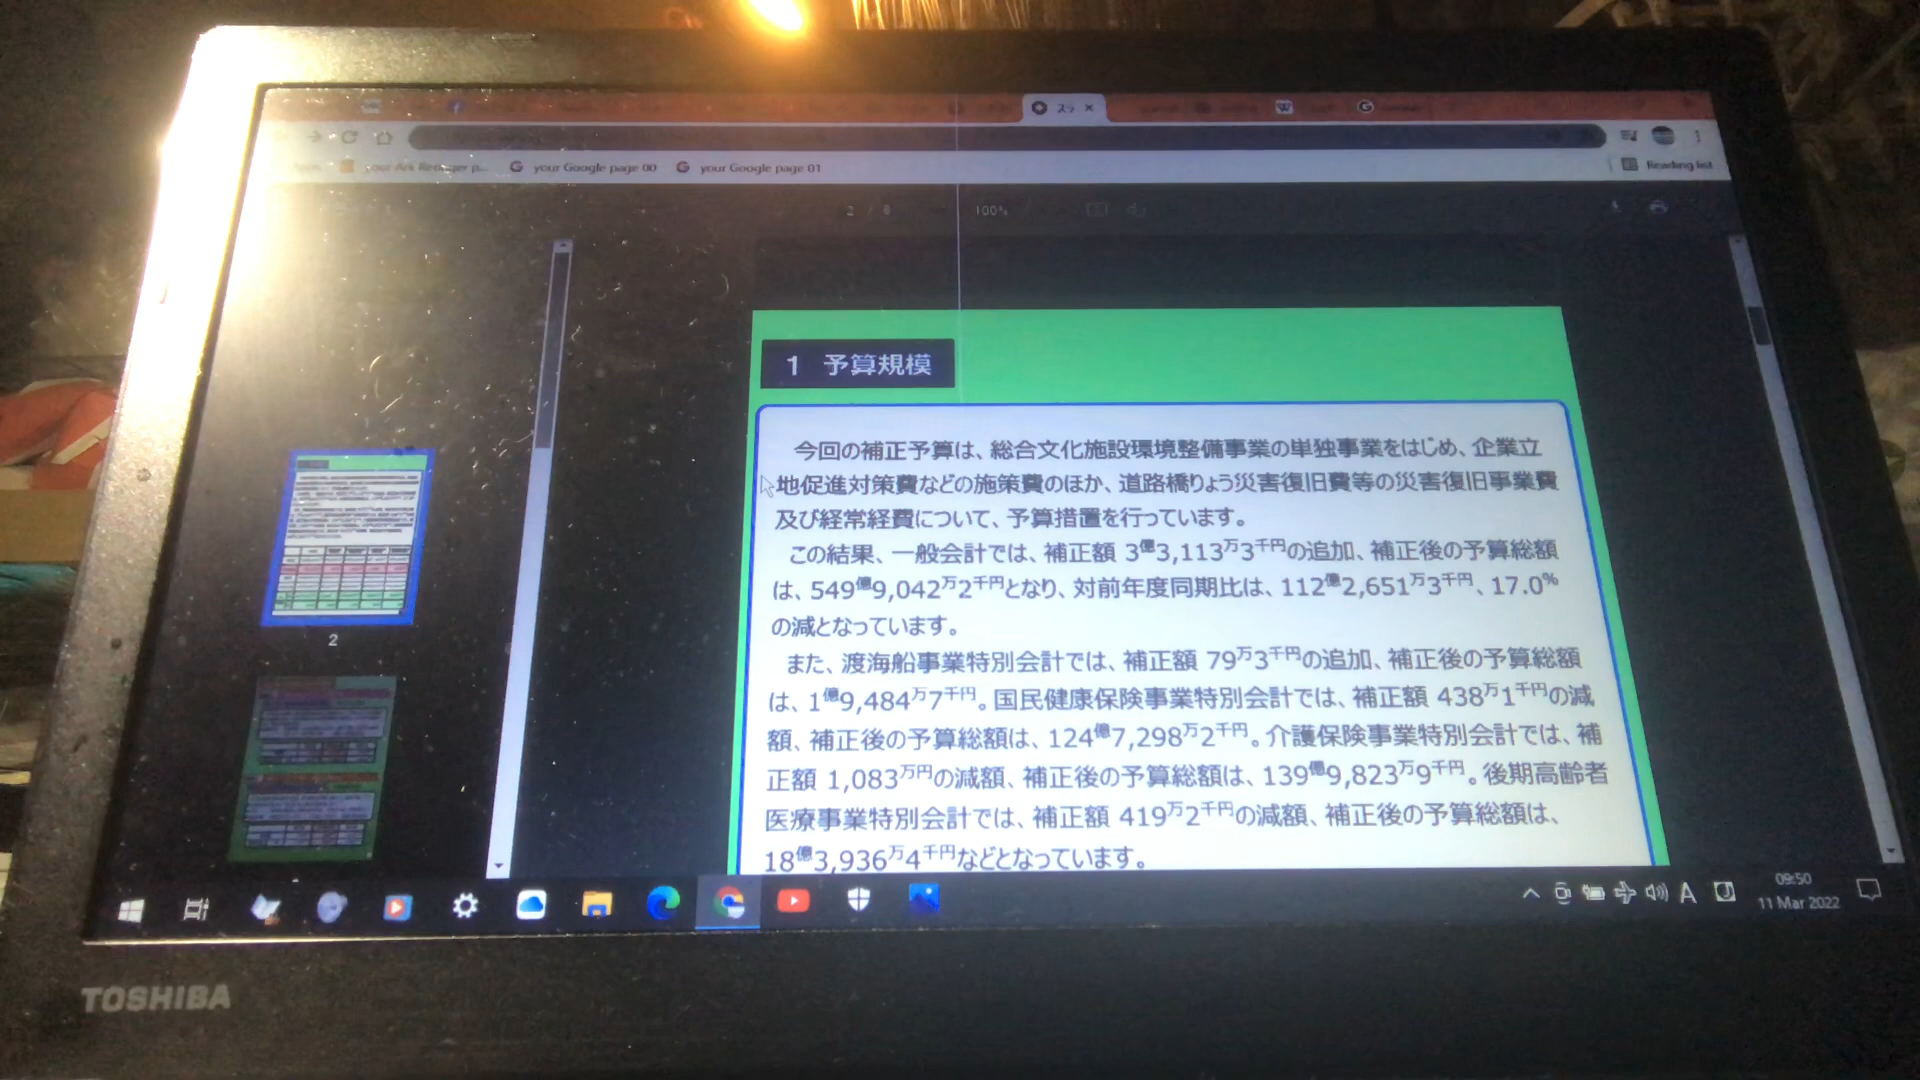 スラ
your Google page 00
your Google page 01
Reading list
2 / 8
100%
1 予算規模
今回の補正予算は、総合文化施設環境整備事業の単独事業をはじめ、企業立
地促進対策費などの施策費のほか、道路橋りょう災害復旧費等の災害復旧事業費
及び経常経費について、予算措置を行っています。
この結果、一般会計では、補正額 3億3,113万3千円の追加、補正後の予算総額
は、549億9,042万2千円となり、対前年度同期比は、112億2,651万3千円、17.0%
の減となっています。
また、渡海船事業特別会計では、補正額 79万3千円の追加、補正後の予算総額
は、1億9,484万7千円。国民健康保険事業特別会計では、補正額 438万1千円の減
額、補正後の予算総額は、124億7,298万2千円。介護保険事業特別会計では、補
正額 1,083万円の減額、補正後の予算総額は、139億9,823万9千円。後期高齢者
医療事業特別会計では、補正額 419万2千円の減額、補正後の予算総額は、
18億3,936万4千円などとなっています。
2
A
09:50
11 Mar 2022
TOSHIBA